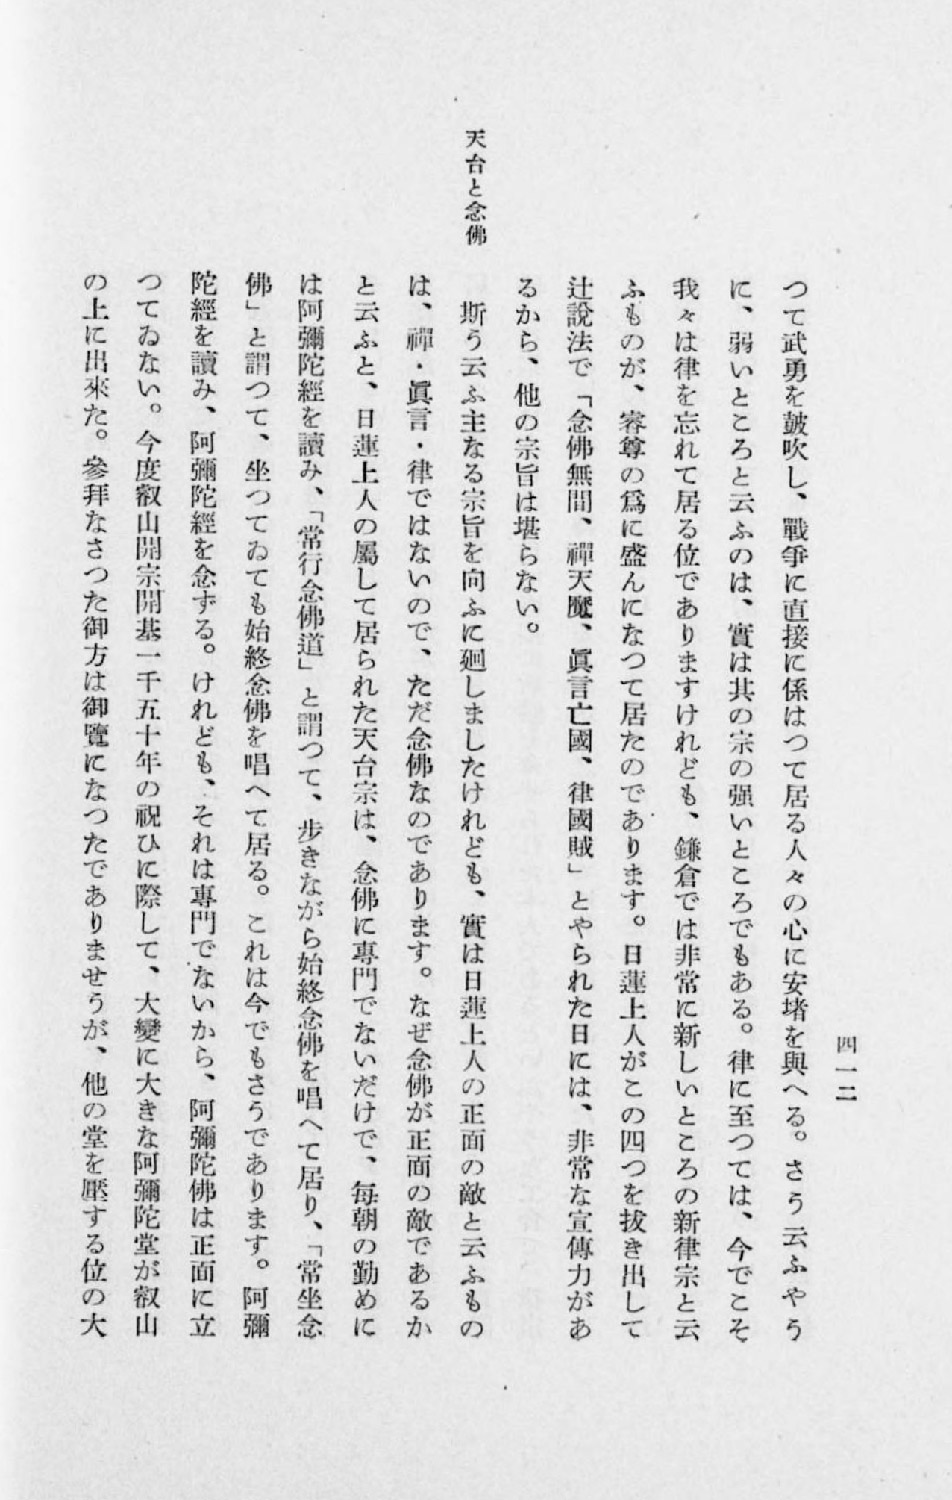 四一二
つて武勇を皷吹し、戰爭に直接に係はつて居る人々の心に安堵を與へる。さう云ふやう
に、弱いところと云ふのは、實は其の宗の强いところでもある。律に至つては、今でこそ
我々は律を忘れて居る位でありますけれども、鎌倉では非常に新しいところの新律宗と云
ふものが、睿尊の爲に盛んになつて居たのであります。日蓮上人がこの四つを拔き出して
辻說法で「念佛無間、禪天魔、眞言亡國、律國賊」とやられた日には、非常な宣傳力があ
るから、他の宗旨は堪らない。
天台と念佛
斯う云ふ主なる宗旨を向ふに廻しましたけれども、實は日蓮上人の正面の敵と云ふもの
は、禪・眞言・律ではないので、ただ念佛なのであります。なぜ念佛が正面の敵であるか
と云ふと、日蓮上人の屬して居られた天台宗は、念佛に專門でないだけで、每朝の勤めに
は阿彌陀經を讀み、「常行念佛道」と謂つて、步きながら始終念佛を唱へて居り、「常坐念
佛」と謂つて、坐つてゐても始終念佛を唱へて居る。これは今でもさうであります。阿彌
陀經を讀み、阿彌陀經を念ずる。けれども、それは專門でないから、阿彌陀佛は正面に立
つてゐない。今度叡山開宗開基一千五十年の祝ひに際して、大變に大きな阿彌陀堂が叡山
の上に出來た。參拜なさつた御方は御覽になつたでありませうが、他の堂を壓する位の大